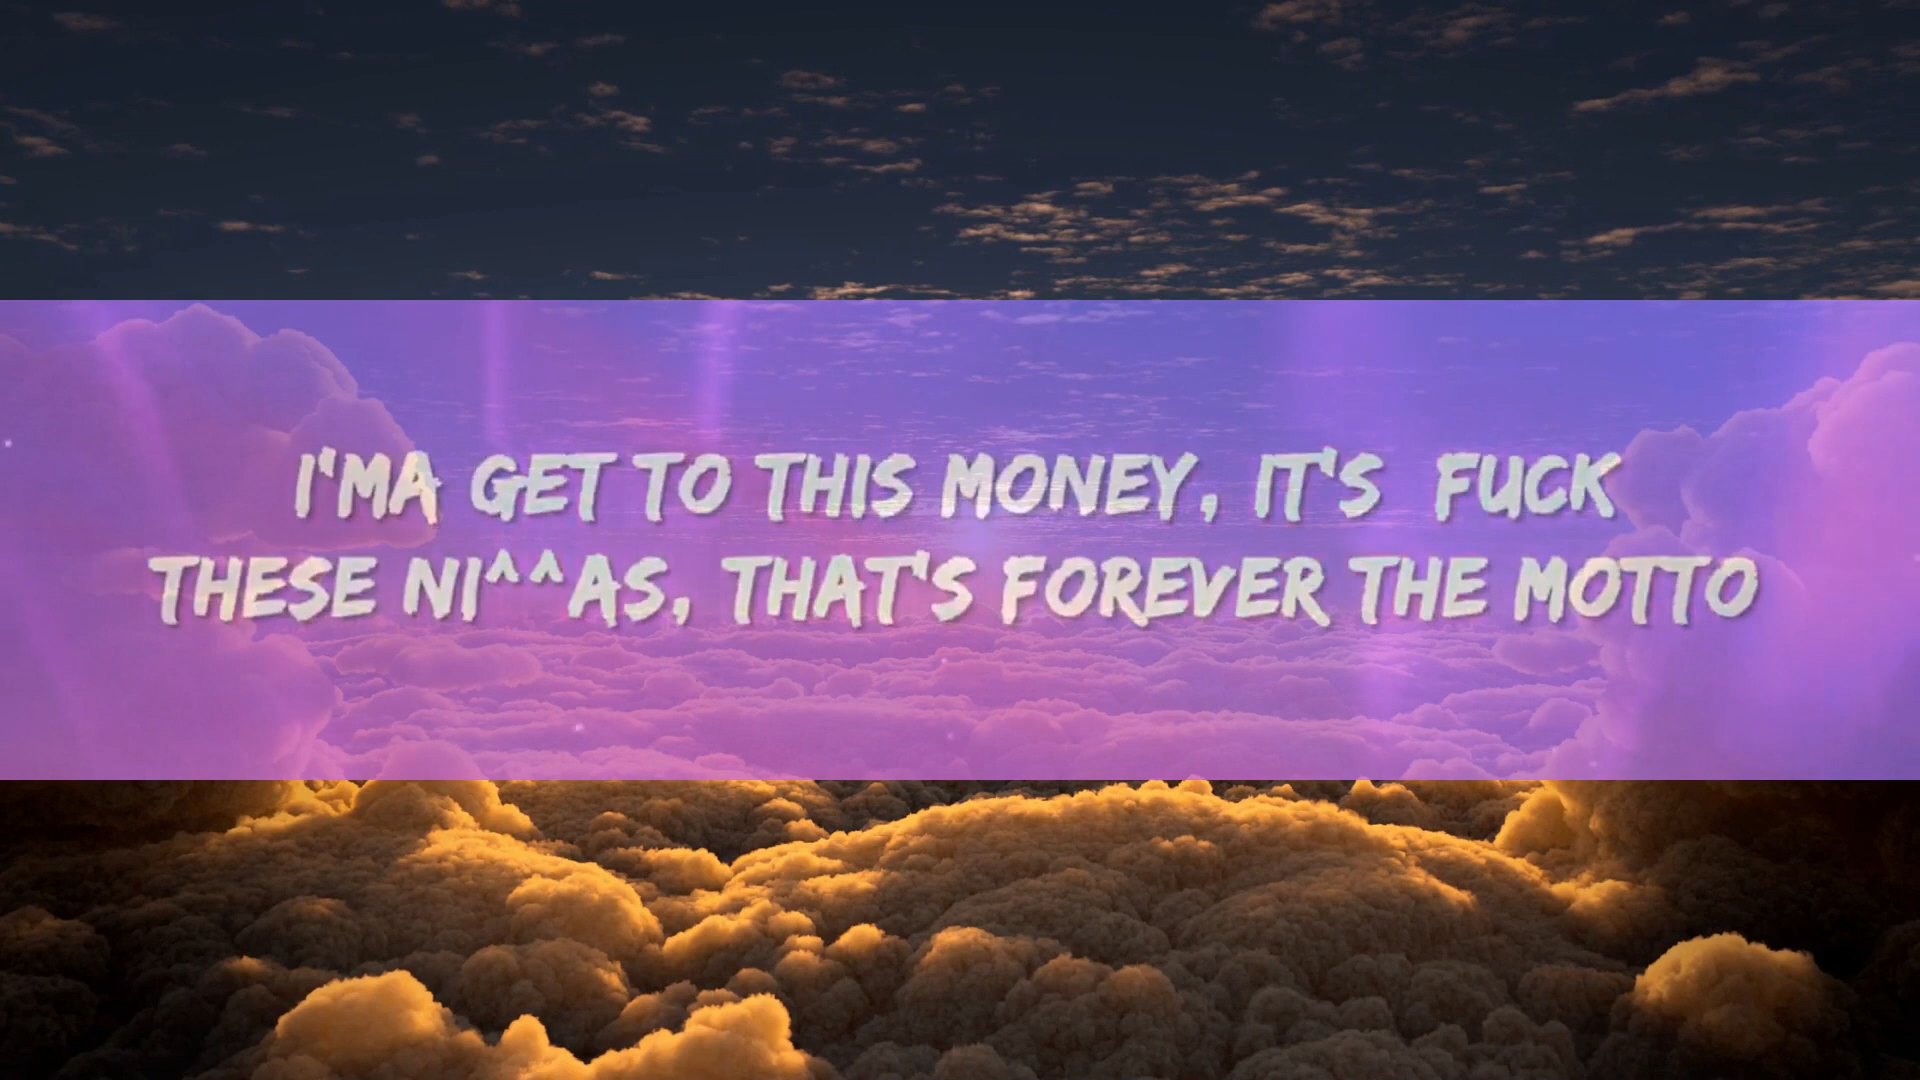 I'MA GET TO THIS MONEY, IT'S FUCK
THESE NI^^AS, THAT'S FOREVER THE MOTTO